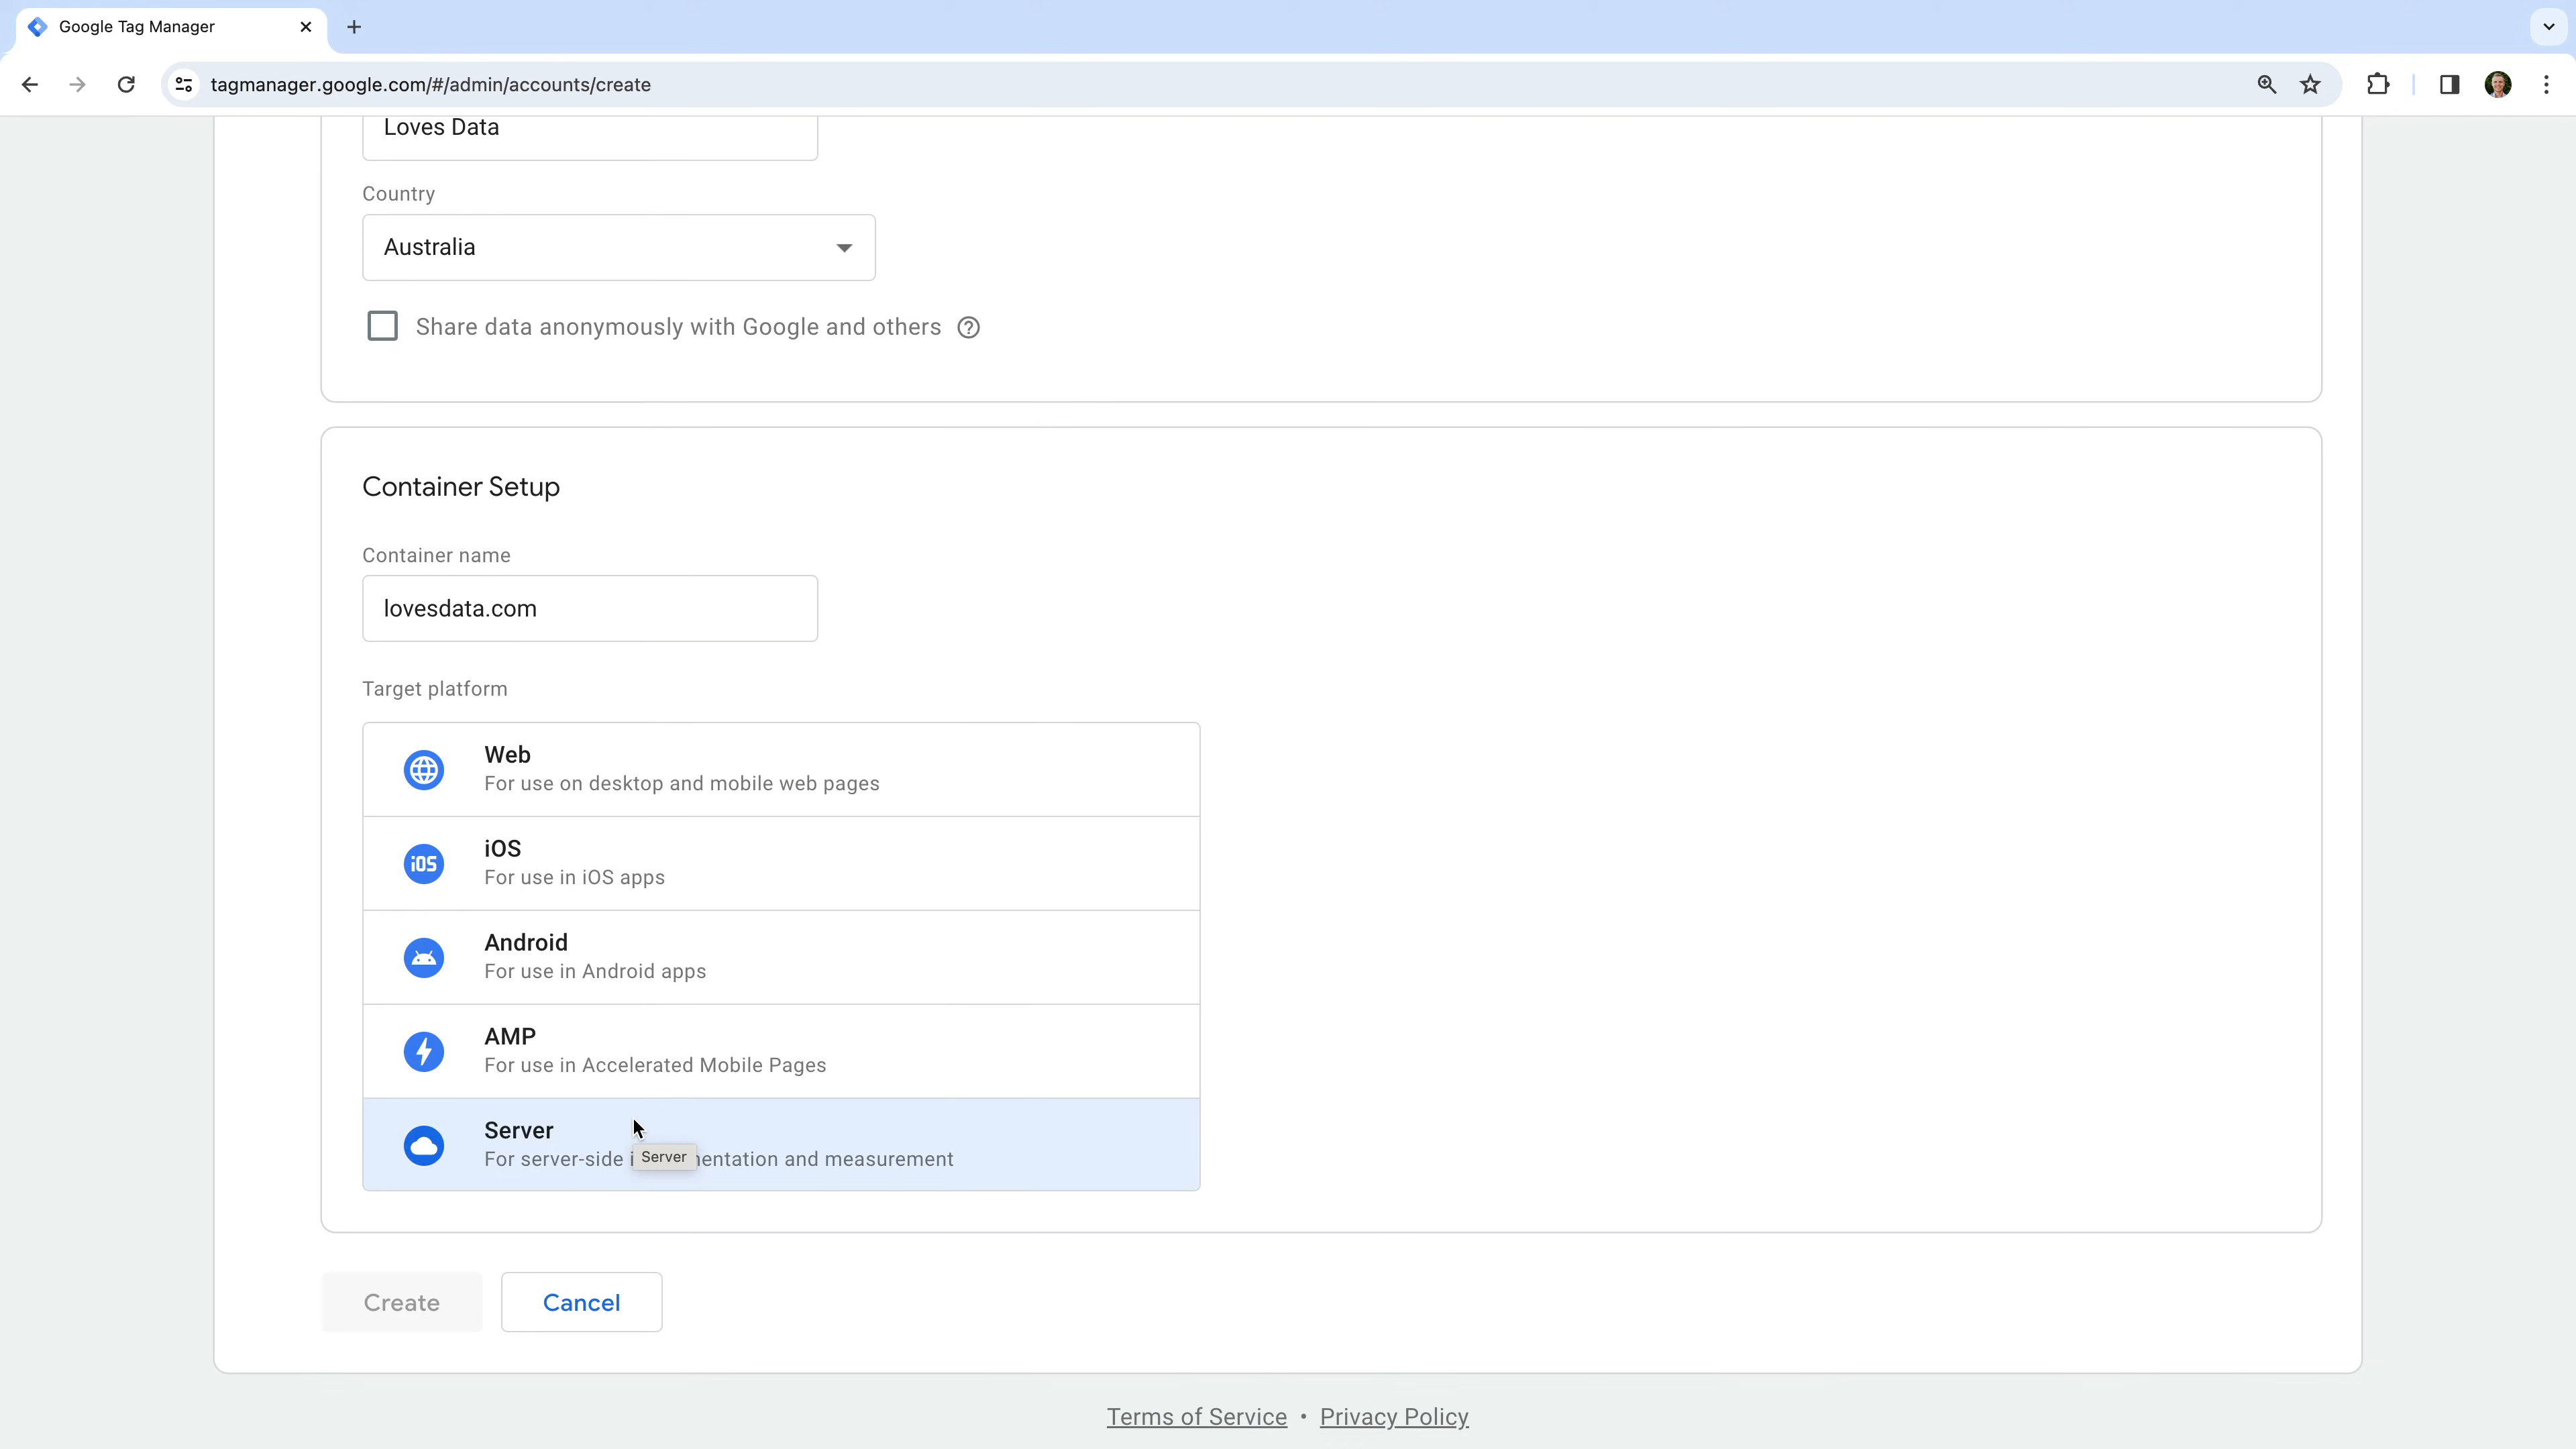 Google Tag Manager
tagmanager.google.com/#/admin/accounts/create
Loves Data
Country
Australia
Share data anonymously with Google and others
Container Setup
Container name
lovesdata.com
Target platform
Web
For use on desktop and mobile web pages
iOS
iOS
For use in iOS apps
Android
For use in Android apps
AMP
For use in Accelerated Mobile Pages
Server
For server-side i
Server
entation and measurement
Create
Cancel
Terms of Service • Privacy Policy